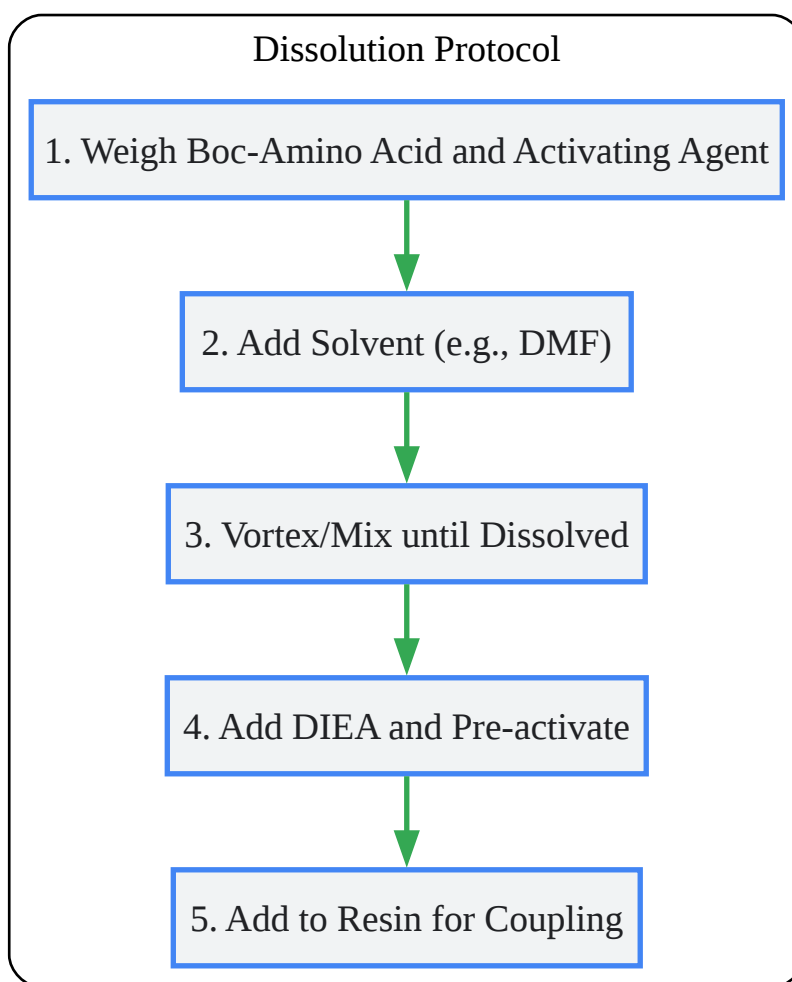 Dissolution Protocol
1. Weigh Boc-Amino Acid and Activating Agent
2. Add Solvent (e.g., DMF)
3. Vortex/Mix until Dissolved
4. Add DIEA and Pre-activate
5. Add to Resin for Coupling